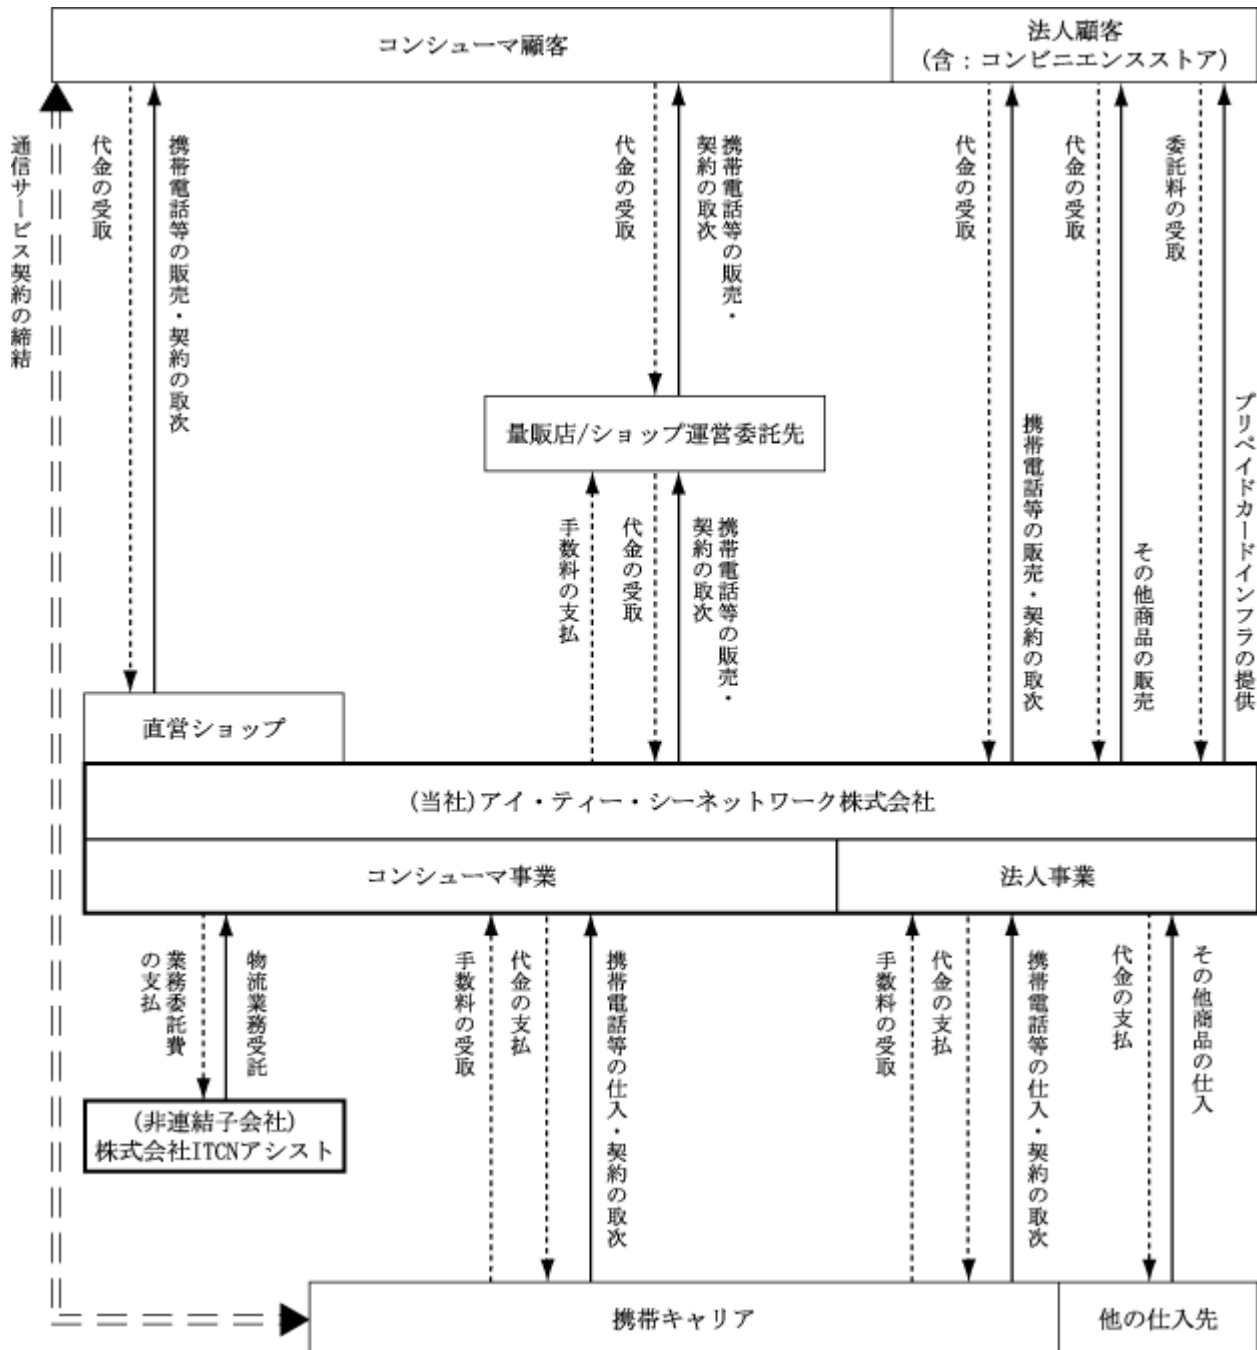 コンシューマ顧客
法人顧客
(含：コンビニエンスストア)
通信サービス契約の締結
代金の受取
携帯電話等の販売・契約の取次
代金の受取
携帯電話等の販売・
契約の取次
代金の受取
携帯電話等の販売・契約の取次
代金の受取
その他商品の販売
委託料の受取
プリペイドカードインフラの提供
量販店/ショップ運営委託先
手数料の支払
代金の受取
携帯電話等の販売・
契約の取次
直営ショップ
(当社)アイ・ティー・シーネットワーク株式会社
コンシューマ事業
法人事業
業務委託費
の支払
物流業務受託
手数料の受取
代金の支払
携帯電話等の仕入・契約の取次
手数料の受取
代金の支払
携帯電話等の仕入・契約の取次
代金の支払
その他商品の仕入
(非連結子会社)
株式会社ITCNアシスト
携帯キャリア
他の仕入先